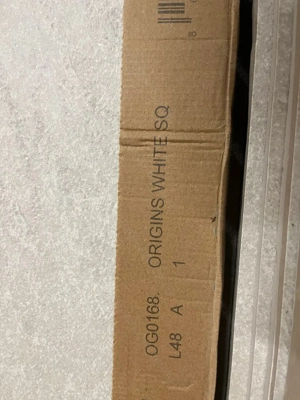 OG0168. ORIGINS WHITE SQ
L48 A 1